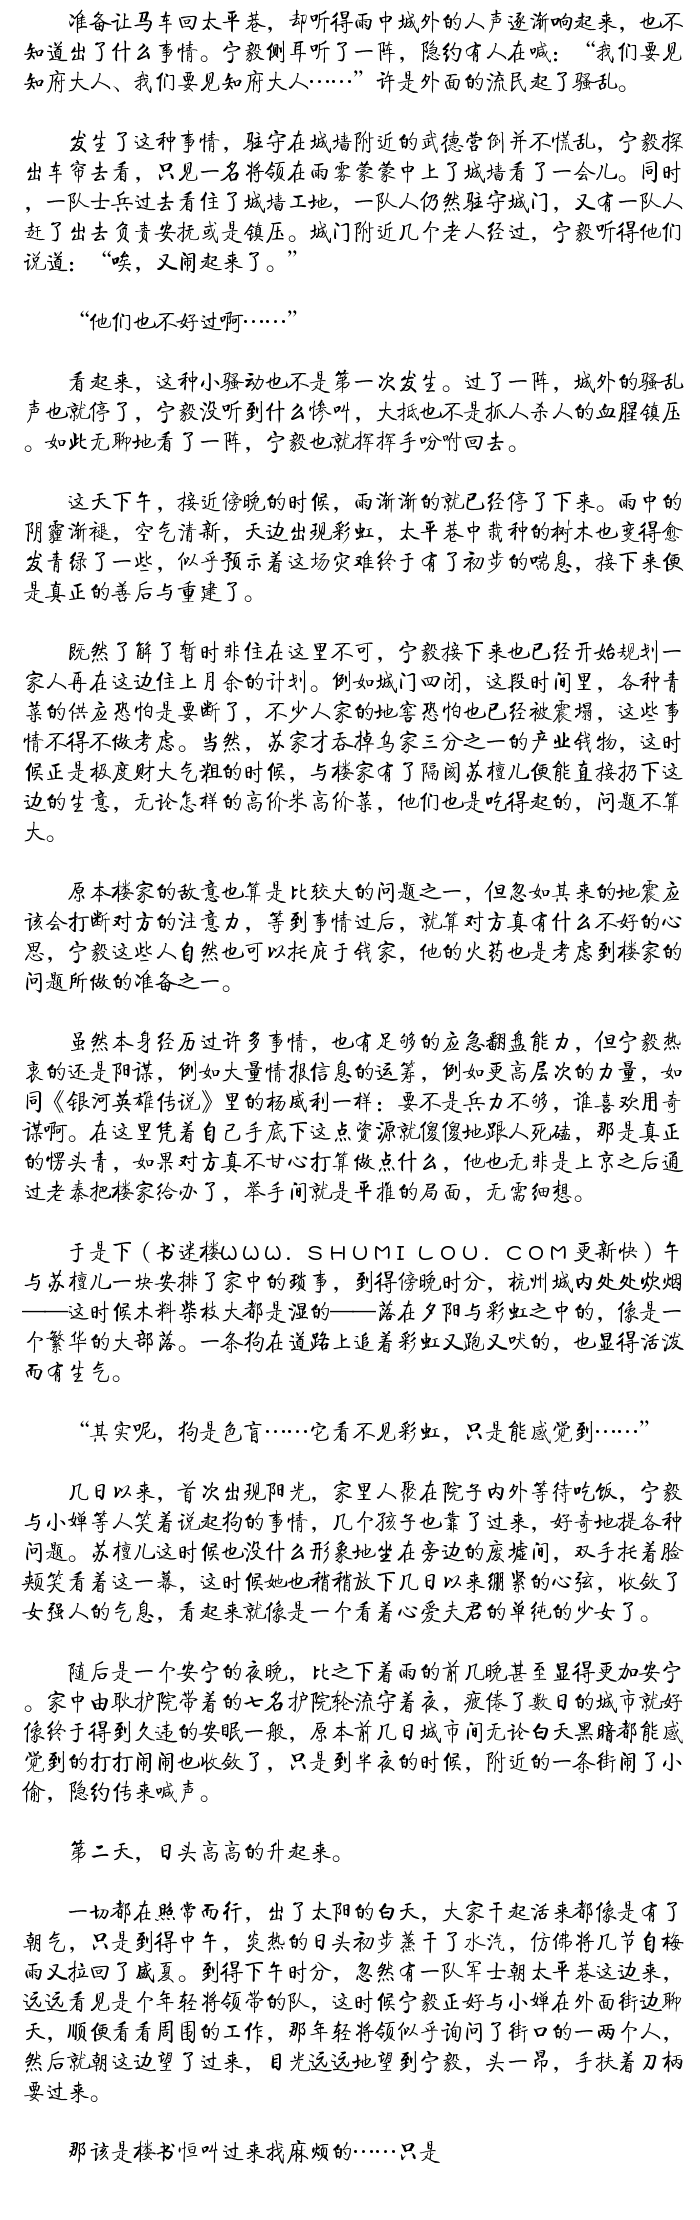 准备让马车回太平巷，却听得雨中城外的人声逐渐响起来，也不
知道出了什么事情。宁毅侧耳听了一阵，隐约有人在喊：“我们要见
知府大人、我们要见知府大人……”许是外面的流民起了骚乱。
发生了这种事情，驻守在城墙附近的武德营倒并不慌乱，宁毅探
出车帘去看，只见一名将领在雨雾蒙蒙中上了城墙看了一会儿。同时
，一队士兵过去看住了城墙工地，一队人仍然驻守城门，又有一队人
赶了出去负责安抚或是镇压。城门附近几个老人经过，宁毅听得他们
说道：“唉，又闹起来了。”
“他们也不好过啊……”
看起来，这种小骚动也不是第一次发生。过了一阵，城外的骚乱
声也就停了，宁毅没听到什么惨叫，大抵也不是抓人杀人的血腥镇压
。如此无聊地看了一阵，宁毅也就挥挥手吩咐回去。
这天下午，接近傍晚的时候，雨渐渐的就已经停了下来。雨中的
阴霾渐褪，空气清新，天边出现彩虹，太平巷中栽种的树木也变得愈
发青绿了一些，似乎预示着这场灾难终于有了初步的喘息，接下来便
是真正的善后与重建了。
既然了解了暂时非住在这里不可，宁毅接下来也已经开始规划一
家人再在这边住上月余的计划。例如城门四闭，这段时间里，各种青
菜的供应恐怕是要断了，不少人家的地窖恐怕也已经被震塌，这些事
情不得不做考虑。当然，苏家才吞掉乌家三分之一的产业钱物，这时
候正是极度财大气粗的时候，与楼家有了隔阂苏檀儿便能直接扔下这
边的生意，无论怎样的高价米高价菜，他们也是吃得起的，问题不算
大。
原本楼家的敌意也算是比较大的问题之一，但忽如其来的地震应
该会打断对方的注意力，等到事情过后，就算对方真有什么不好的心
思，宁毅这些人自然也可以托庇于钱家，他的火药也是考虑到楼家的
问题所做的准备之一。
虽然本身经历过许多事情，也有足够的应急翻盘能力，但宁毅热
衷的还是阳谋，例如大量情报信息的运筹，例如更高层次的力量，如
同《银河英雄传说》里的杨威利一样：要不是兵力不够，谁喜欢用奇
谋啊。在这里凭着自己手底下这点资源就傻傻地跟人死磕，那是真正
的愣头青，如果对方真不甘心打算做点什么，他也无非是上京之后通
过老秦把楼家给办了，举手间就是平推的局面，无需细想。
于是下（书迷楼ωωω．ＳＨＵＭＩＬＯＵ．ＣＯＭ更新快）午
与苏檀儿一块安排了家中的琐事，到得傍晚时分，杭州城内处处炊烟
——这时候木料柴枝大都是湿的——落在夕阳与彩虹之中的，像是一
个繁华的大部落。一条狗在道路上追着彩虹又跑又吠的，也显得活泼
而有生气。
“其实呢，狗是色盲……它看不见彩虹，只是能感觉到……”
几日以来，首次出现阳光，家里人聚在院子内外等待吃饭，宁毅
与小婵等人笑着说起狗的事情，几个孩子也靠了过来，好奇地提各种
问题。苏檀儿这时候也没什么形象地坐在旁边的废墟间，双手托着脸
颊笑看着这一幕，这时候她也稍稍放下几日以来绷紧的心弦，收敛了
女强人的气息，看起来就像是一个看着心爱夫君的单纯的少女了。
随后是一个安宁的夜晚，比之下着雨的前几晚甚至显得更加安宁
。家中由耿护院带着的七名护院轮流守着夜，疲倦了数日的城市就好
像终于得到久违的安眠一般，原本前几日城市间无论白天黑暗都能感
觉到的打打闹闹也收敛了，只是到半夜的时候，附近的一条街闹了小
偷，隐约传来喊声。
第二天，日头高高的升起来。
一切都在照常而行，出了太阳的白天，大家干起活来都像是有了
朝气，只是到得中午，炎热的日头初步蒸干了水汽，仿佛将几节自梅
雨又拉回了盛夏。到得下午时分，忽然有一队军士朝太平巷这边来，
远远看见是个年轻将领带的队，这时候宁毅正好与小婵在外面街边聊
天，顺便看看周围的工作，那年轻将领似乎询问了街口的一两个人，
然后就朝这边望了过来，目光远远地望到宁毅，头一昂，手扶着刀柄
要过来。
那该是楼书恒叫过来找麻烦的……只是